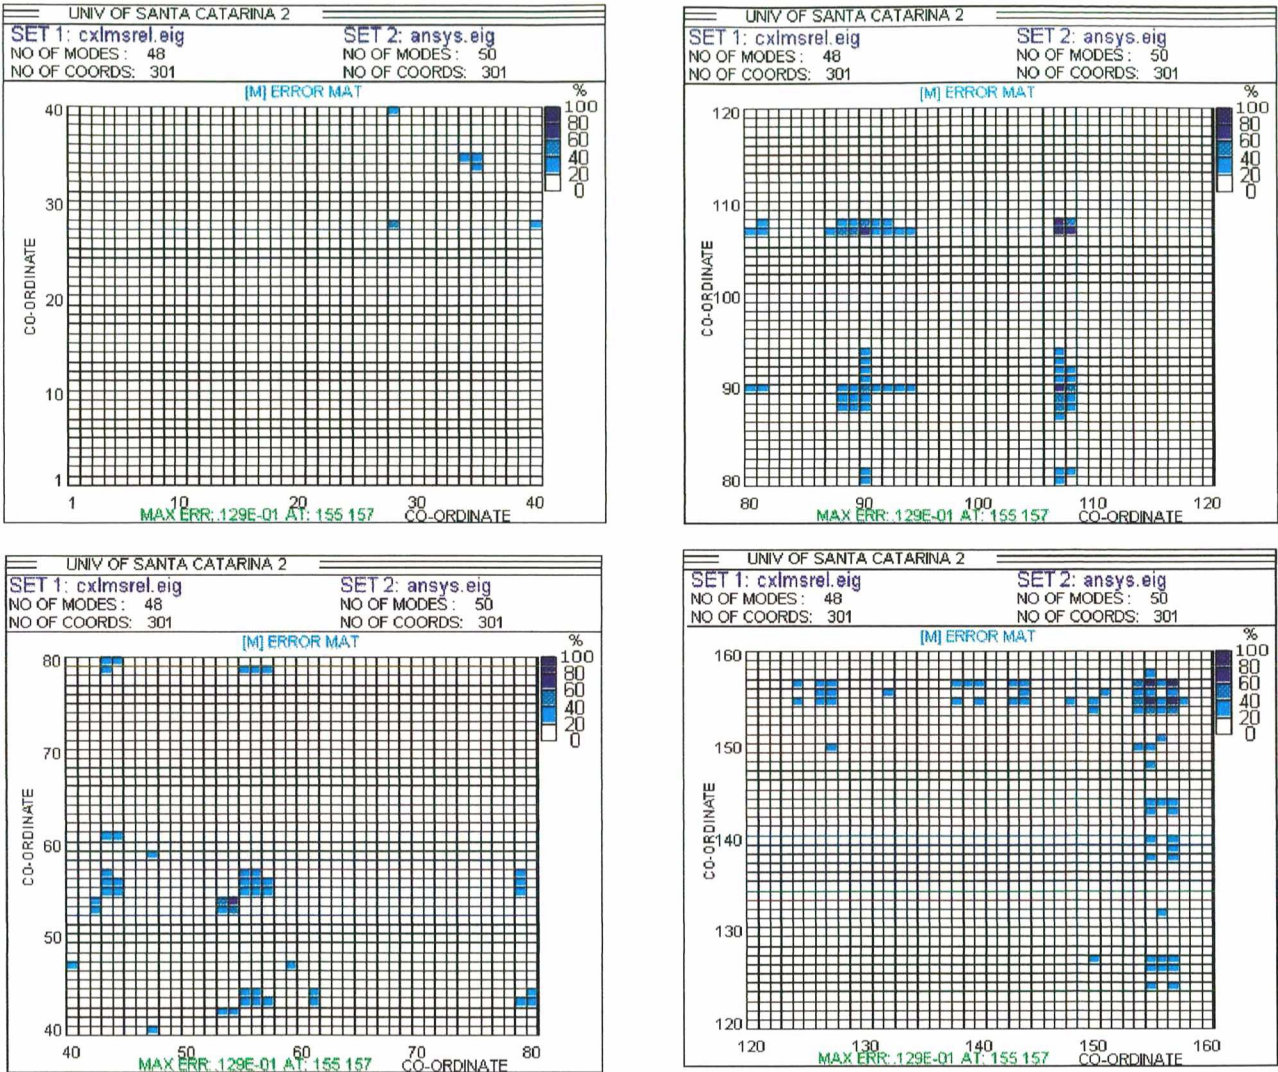 UNIV OF SANTA CATARINA 2
SET 1: cxlmsrel.eig SET 2: ansys.eig
NO OF MODES : 48 NO OF MODES : 50
NO OF COORDS: 301 NO OF COORDS: 301
[M] ERROR MAT
%
100
80
60
40
20
0
40
30
20
10
1
CO-ORDINATE
1 10 20 30 40
MAX ERR:.129E-01 AT: 155 157 CO-ORDINATE
UNIV OF SANTA CATARINA 2
SET 1: cxlmsrel.eig SET 2: ansys.eig
NO OF MODES : 48 NO OF MODES : 50
NO OF COORDS: 301 NO OF COORDS: 301
[M] ERROR MAT
%
100
80
60
40
20
0
120
110
100
90
80
CO-ORDINATE
80 90 100 110 120
MAX ERR:.129E-01 AT: 155 157 CO-ORDINATE
UNIV OF SANTA CATARINA 2
SET 1: cxlmsrel.eig SET 2: ansys.eig
NO OF MODES : 48 NO OF MODES : 50
NO OF COORDS: 301 NO OF COORDS: 301
[M] ERROR MAT
%
100
80
60
40
20
0
80
70
60
50
40
CO-ORDINATE
40 50 60 70 80
MAX ERR:.129E-01 AT: 155 157 CO-ORDINATE
UNIV OF SANTA CATARINA 2
SET 1: cxlmsrel.eig SET 2: ansys.eig
NO OF MODES : 48 NO OF MODES : 50
NO OF COORDS: 301 NO OF COORDS: 301
[M] ERROR MAT
%
100
80
60
40
20
0
160
150
140
130
120
CO-ORDINATE
120 130 140 150 160
MAX ERR:.129E-01 AT: 155 157 CO-ORDINATE